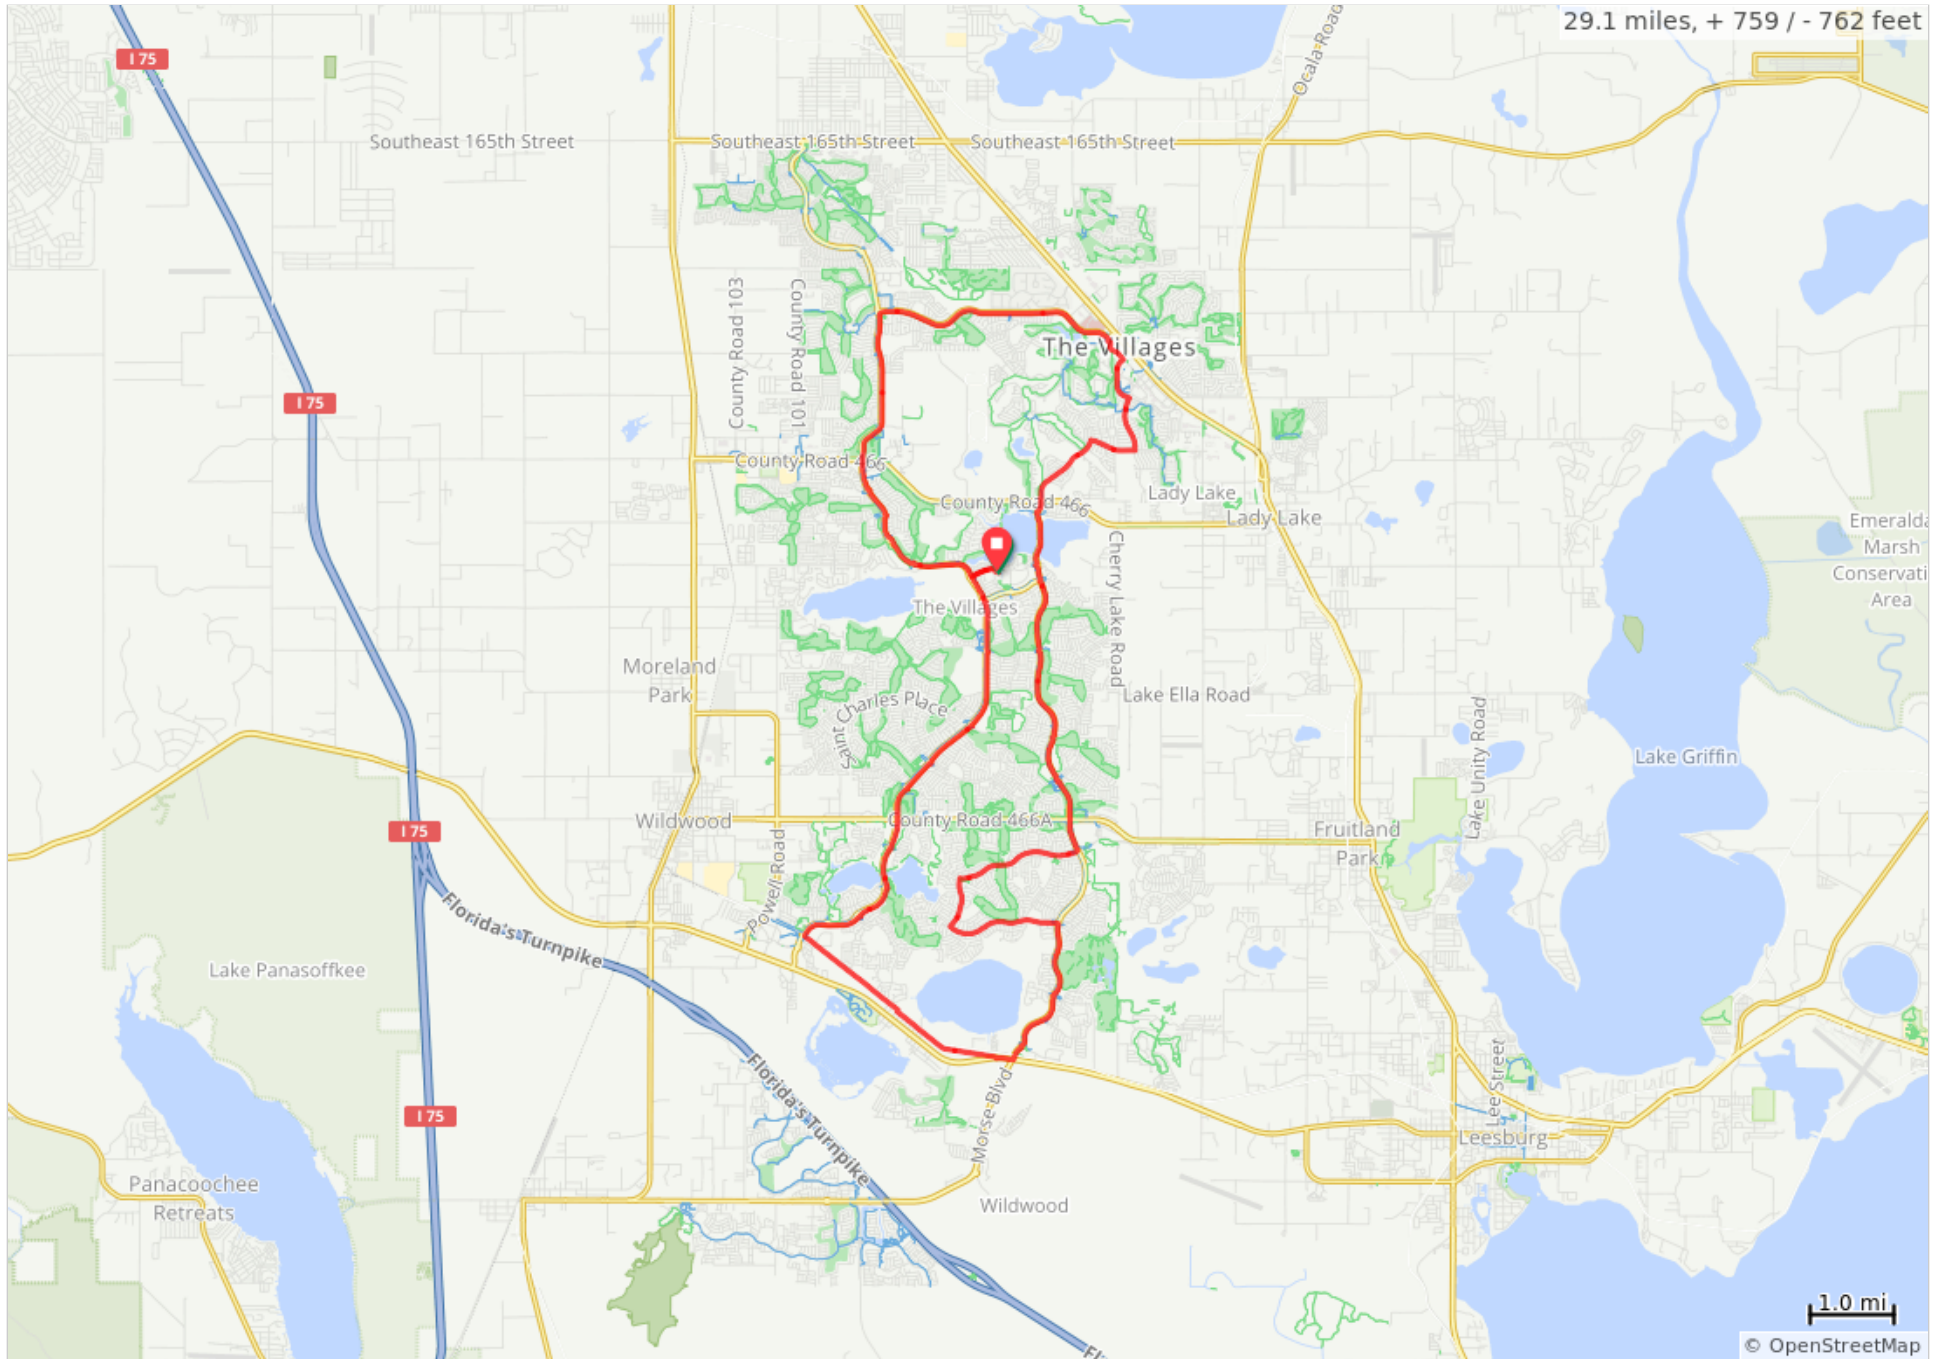 29.1 miles, + 759 / - 762 feet
I 75
Ocala Road
Southeast 165th Street
Southeast 165th Street
Southeast 165th Street
County Road 103
County Road 101
The Villages
I 75
County Road 466
County Road 466
Lady Lake
Lady Lake
Emeralda
Marsh
Conservati
Area
Cherry Lake Road
The Villages
Moreland
Park
Lake Ella Road
Saint Charles Place
Lake Unity Road
Lake Griffin
I 75
Wildwood
County Road 466A
Fruitland
Park
Powell Road
Florida's Turnpike
Lake Panasoffkee
Florida's Turnpike
Morse Blvd
Lee Street
I 75
Leesburg
Panacoochee
Retreats
Wildwood
1.0 mi
© OpenStreetMap
Fl